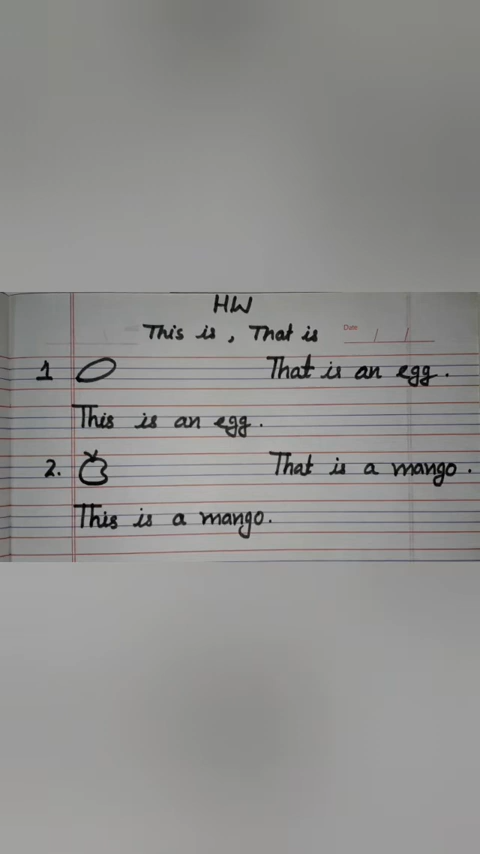 HW
This is, That is
Date / /
1 That is an egg.
This is an egg.
2. That is a mango.
This is a mango.